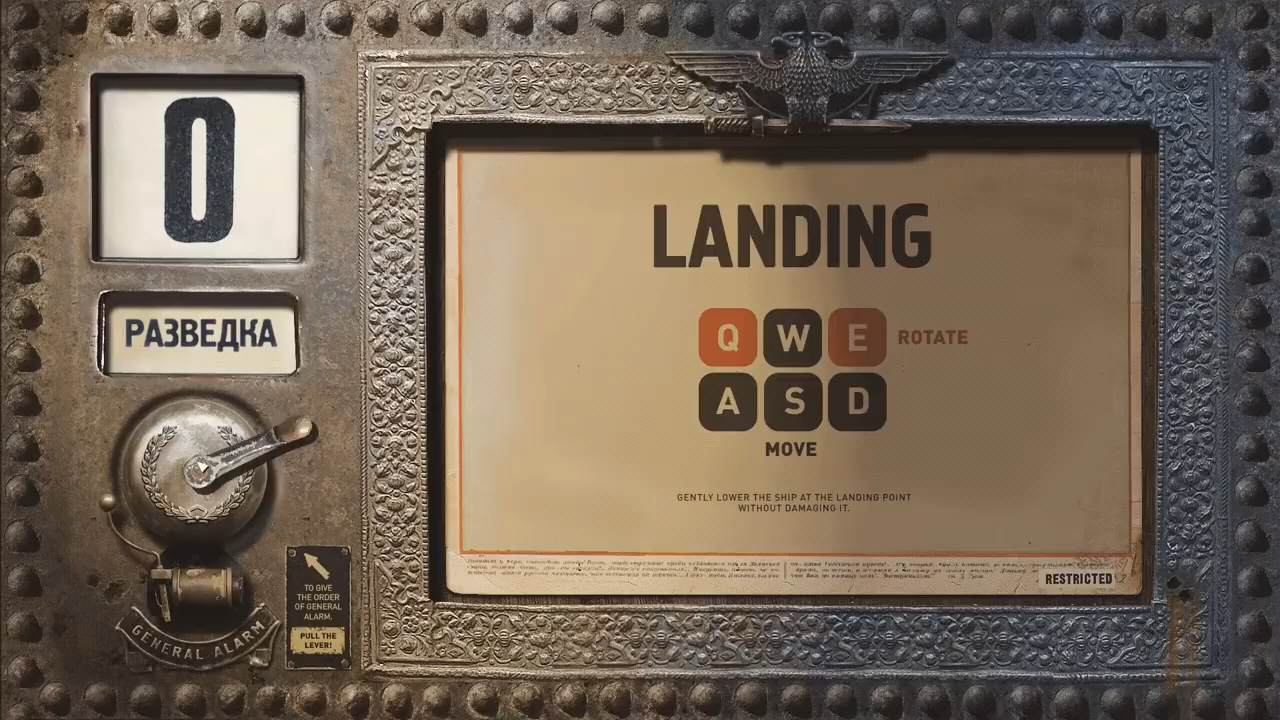 0
РАЗВЕДКА
GENERAL ALARM
TO GIVE
THE ORDER
OF GENERAL
ALARM.
PULL THE
LEVER!
LANDING
Q W E ROTATE
A S D
MOVE
GENTLY LOWER THE SHIP AT THE LANDING POINT
WITHOUT DAMAGING IT.
RESTRICTED